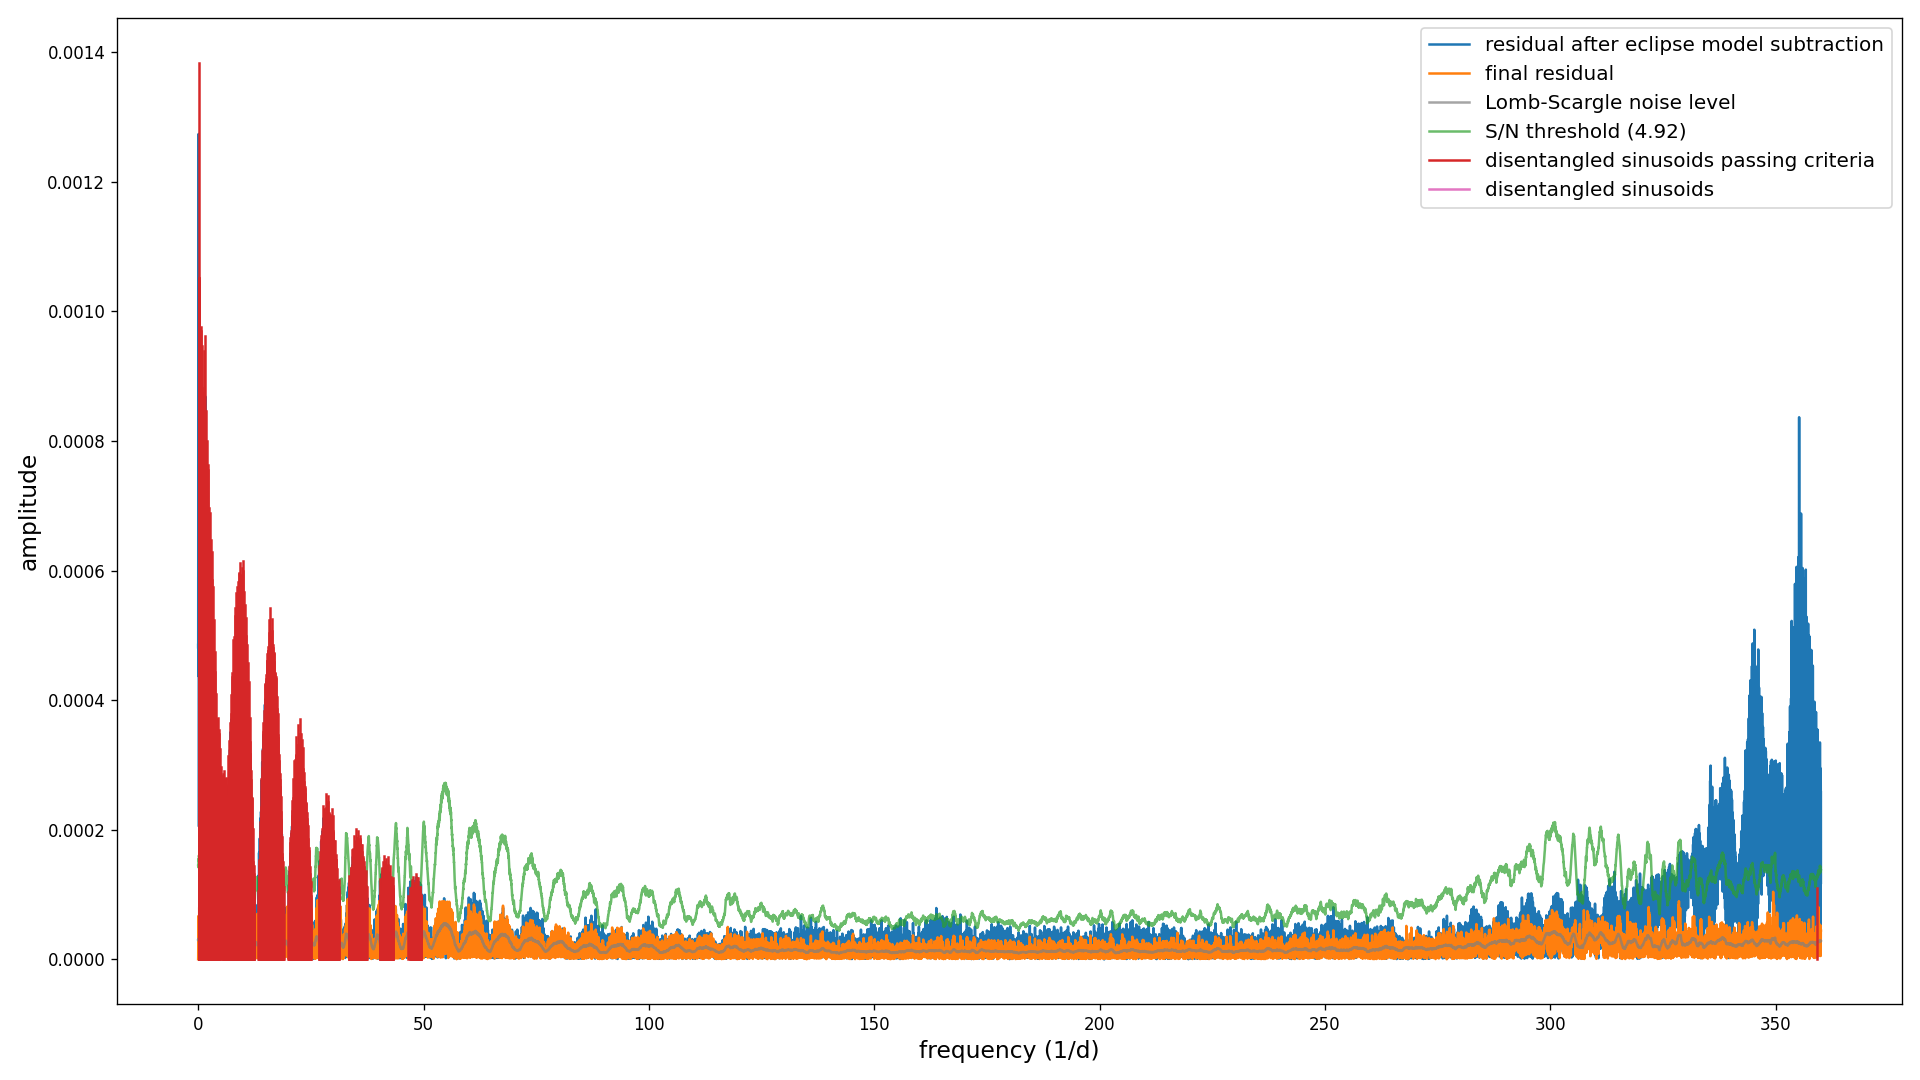 residual after eclipse model subtraction
final residual
Lomb-Scargle noise level
S/N threshold (4.92)
disentangled sinusoids passing criteria
disentangled sinusoids
0.0014
0.0012
0.0010
0.0008
0.0006
0.0004
0.0002
0.0000
amplitude
0 50 100 150 200 250 300 350
frequency (1/d)